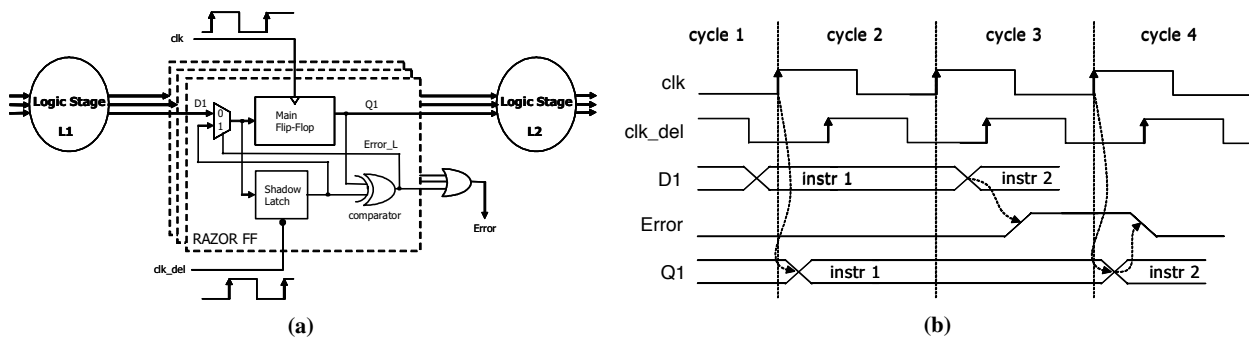 clk
Logic Stage
L1
D1
0
1
Main
Flip-Flop
Q1
Logic Stage
L2
Error_L
Shadow
Latch
comparator
Error
RAZOR FF
clk_del
(a)
cycle 1
cycle 2
cycle 3
cycle 4
clk
clk_del
D1
instr 1
instr 2
Error
Q1
instr 1
instr 2
(b)